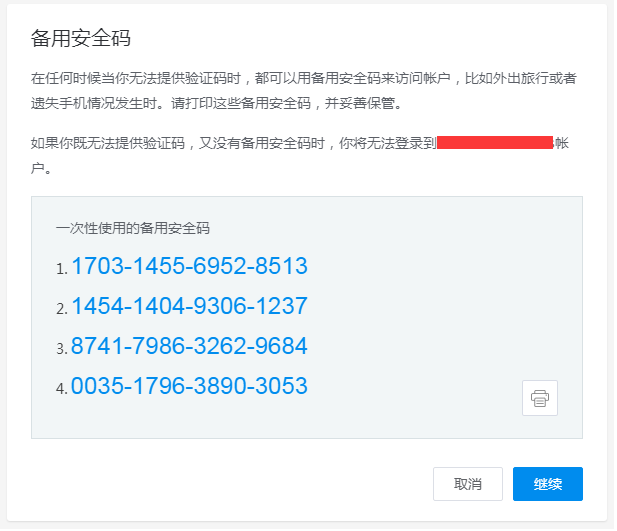 备用安全码
在任何时候当你无法提供验证码时，都可以用备用安全码来访问帐户，比如外出旅行或者
遗失手机情况发生时。请打印这些备用安全码，并妥善保管。
如果你既无法提供验证码，又没有备用安全码时，你将无法登录到 帐
户。
一次性使用的备用安全码
1. 1703-1455-6952-8513
2. 1454-1404-9306-1237
3. 8741-7986-3262-9684
4. 0035-1796-3890-3053
取消 继续